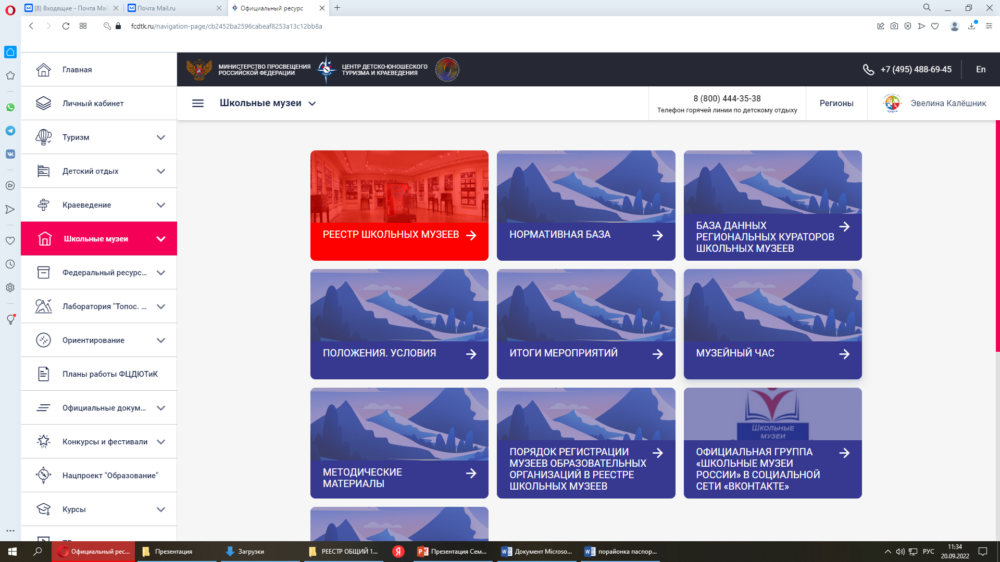 (8) Входящие - Почта Mail
Почта Mail.ru
Официальный ресурс
fcdtk.ru/navigation-page/cb2452ba2596cabeaf8253a13c12bb8a
Главная
Личный кабинет
Туризм
Детский отдых
Краеведение
Школьные музеи
Федеральный ресурс...
Лаборатория "Топос. ...
Ориентирование
Планы работы ФЦДЮТиК
Официальные докум...
Конкурсы и фестивали
Нацпроект "Образование"
Курсы
МИНИСТЕРСТВО ПРОСВЕЩЕНИЯ
РОССИЙСКОЙ ФЕДЕРАЦИИ
ЦЕНТР ДЕТСКО-ЮНОШЕСКОГО
ТУРИЗМА И КРАЕВЕДЕНИЯ
+7 (495) 488-69-45
En
Школьные музеи
8 (800) 444-35-38
Телефон горячей линии по детскому отдыху
Регионы
Эвелина Калёшник
РЕЕСТР ШКОЛЬНЫХ МУЗЕЕВ
НОРМАТИВНАЯ БАЗА
БАЗА ДАННЫХ
РЕГИОНАЛЬНЫХ КУРАТОРОВ
ШКОЛЬНЫХ МУЗЕЕВ
ПОЛОЖЕНИЯ. УСЛОВИЯ
ИТОГИ МЕРОПРИЯТИЙ
МУЗЕЙНЫЙ ЧАС
МЕТОДИЧЕСКИЕ
МАТЕРИАЛЫ
ПОРЯДОК РЕГИСТРАЦИИ
МУЗЕЕВ ОБРАЗОВАТЕЛЬНЫХ
ОРГАНИЗАЦИЙ В РЕЕСТРЕ
ШКОЛЬНЫХ МУЗЕЕВ
ШКОЛЬНЫЕ
МУЗЕИ
ОФИЦИАЛЬНАЯ ГРУППА
«ШКОЛЬНЫЕ МУЗЕИ
РОССИИ» В СОЦИАЛЬНОЙ
СЕТИ «ВКОНТАКТЕ»
Официальный рес...
Презентация
Загрузки
РЕЕСТР ОБЩИЙ 1...
Я
Презентация Сем...
Документ Microso...
порайонка паспор...
РУС
11:34
20.09.2022